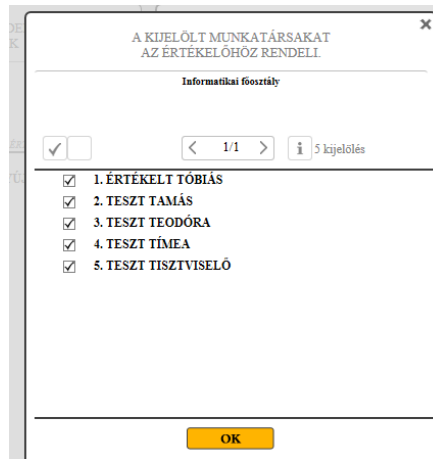 A KIJELÖLT MUNKATÁRSAKAT
AZ ÉRTÉKELŐHÖZ RENDELI.
Informatikai főosztály
1/1
i 5 kijelölés
1. ÉRTÉKELT TÓBIÁS
2. TESZT TAMÁS
3. TESZT TEODÓRA
4. TESZT TÍMEA
5. TESZT TISZTVISELŐ
OK